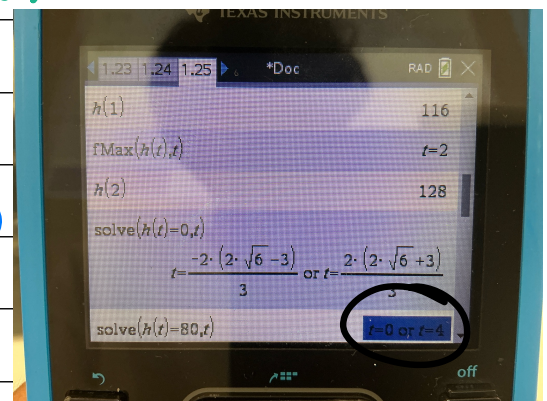 TEXAS INSTRUMENTS
1.23 1.24 1.25 *Doc RAD
h(1) 116
fMax(h(t),t) t=2
h(2) 128
solve(h(t)=0,t)
t=-2·(2·√6-3)/3 or t=2·(2·√6+3)/3
solve(h(t)=80,t) t=0 or t=4
off